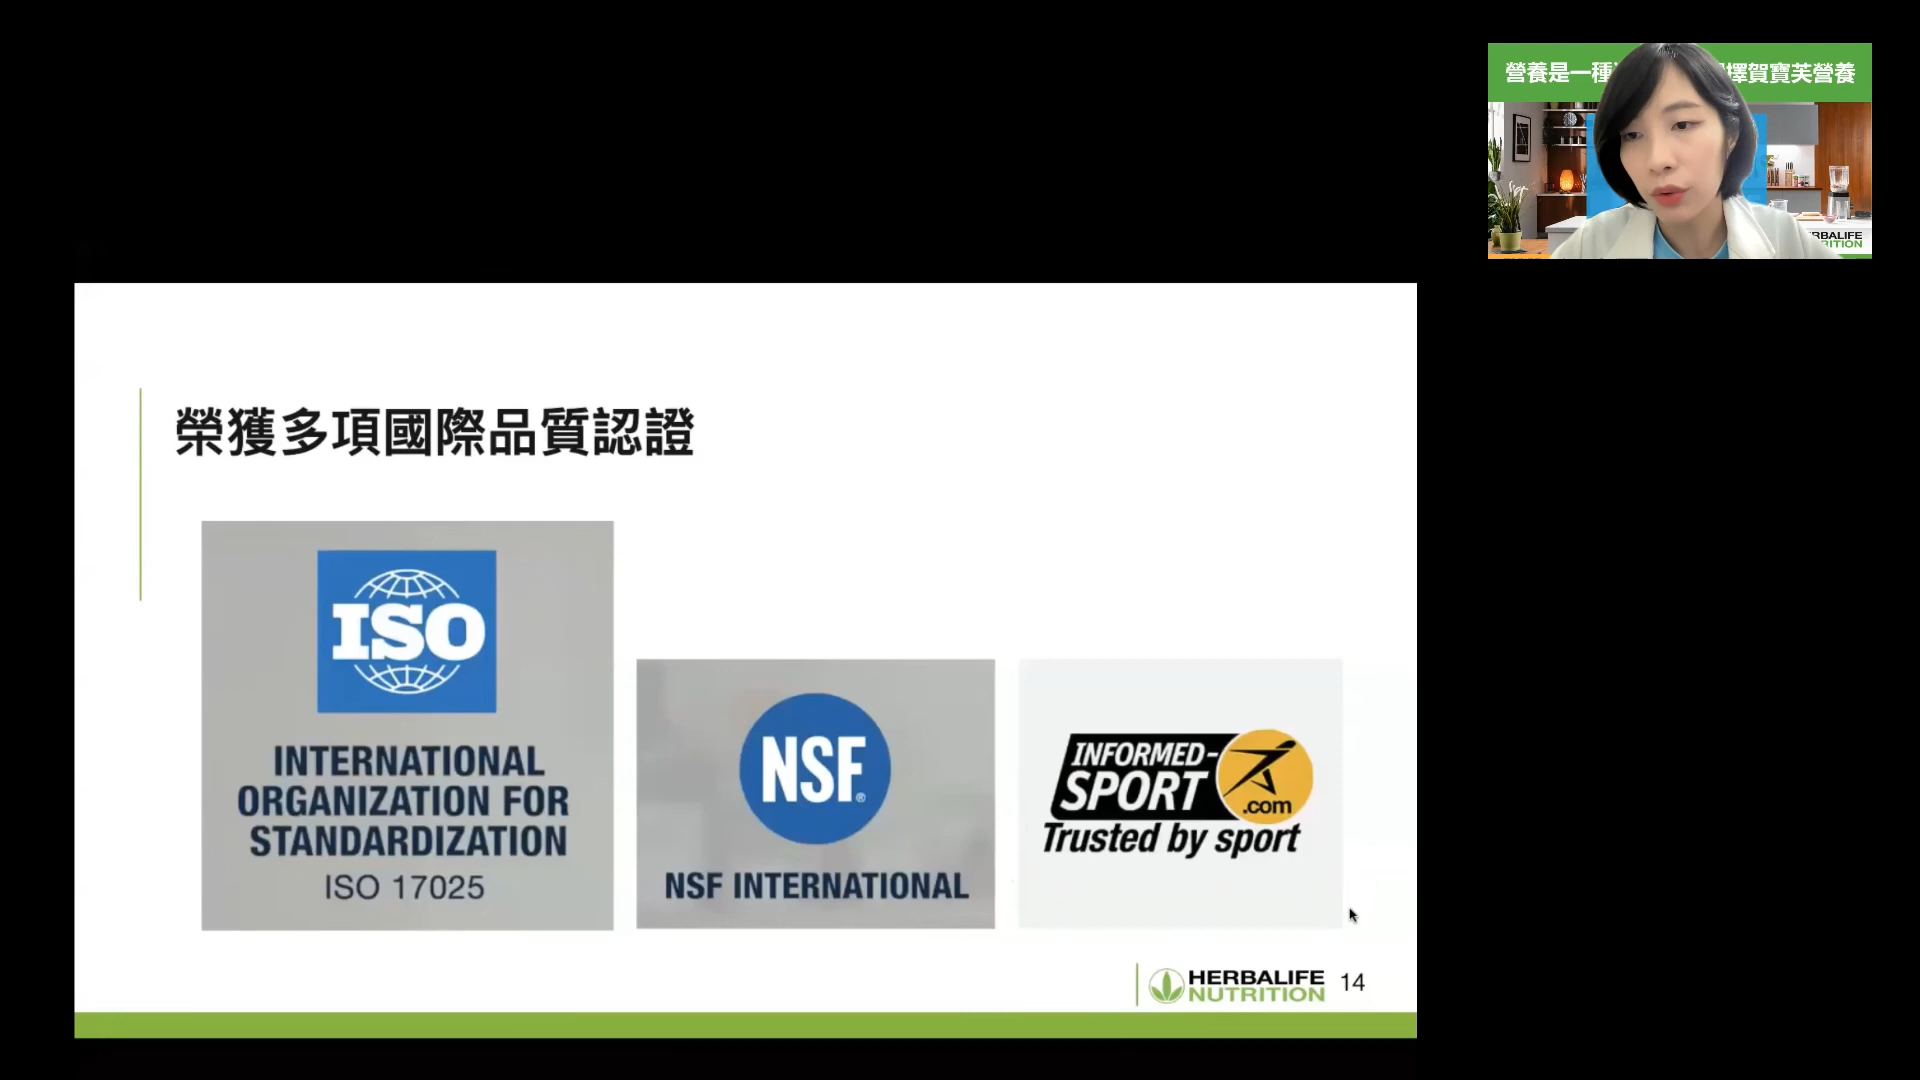 營養是一種
擇賀寶芙營養
RBALIFE
RITION
榮獲多項國際品質認證
ISO
INTERNATIONAL
ORGANIZATION FOR
STANDARDIZATION
ISO 17025
NSF®
NSF INTERNATIONAL
INFORMED-
SPORT
.com
Trusted by sport
HERBALIFE
NUTRITION
14